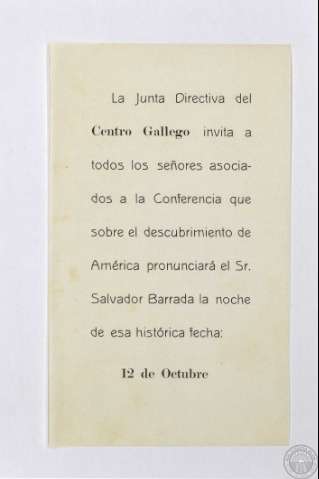 La Junta Directiva del
Centro Gallego invita a
todos los señores asocia-
dos a la Conferencia que
sobre el descubrimiento de
América pronunciará el Sr.
Salvador Barrada la noche
de esa histórica fecha:
12 de Octubre